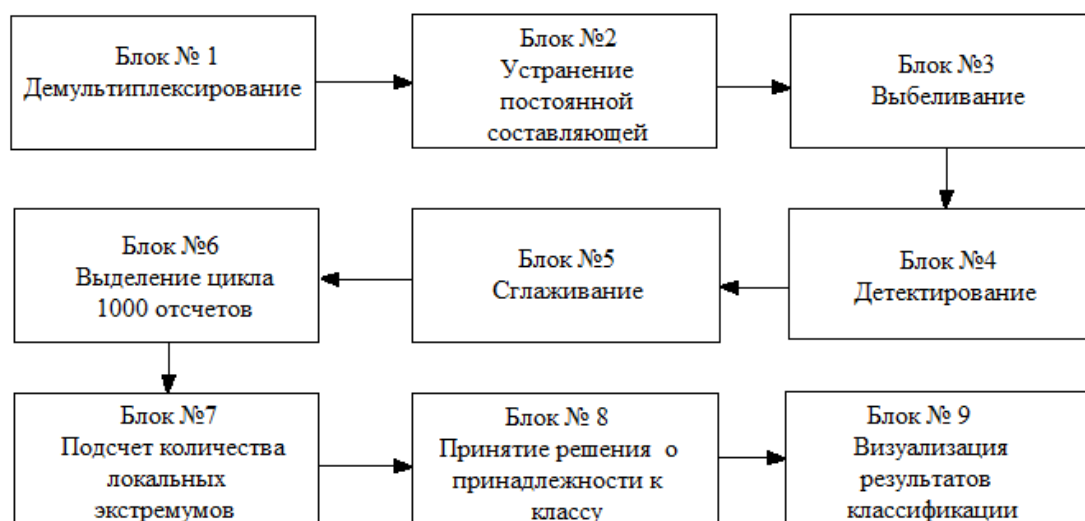 Блок № 1
Демультиплексирование
Блок №2
Устранение
постоянной
составляющей
Блок №3
Выбеливание
Блок №4
Детектирование
Блок №5
Сглаживание
Блок №6
Выделение цикла
1000 отсчетов
Блок №7
Подсчет количества
локальных
экстремумов
Блок № 8
Принятие решения о
принадлежности к
классу
Блок № 9
Визуализация
результатов
классификации